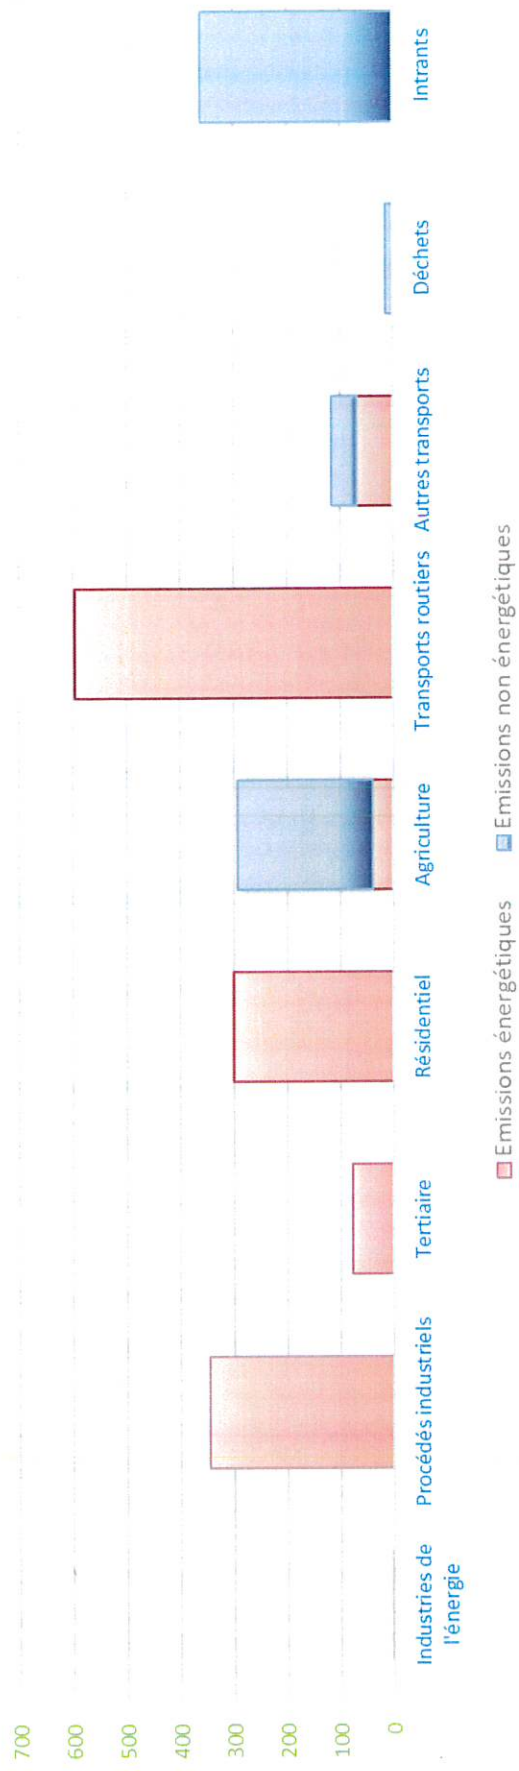 700
600
500
400
300
200
100
0
Industries de
l'énergie
Procédés industriels
Tertiaire
Résidentiel
Agriculture
Transports routiers
Autres transports
Déchets
Intrants
Emissions énergétiques
Emissions non énergétiques